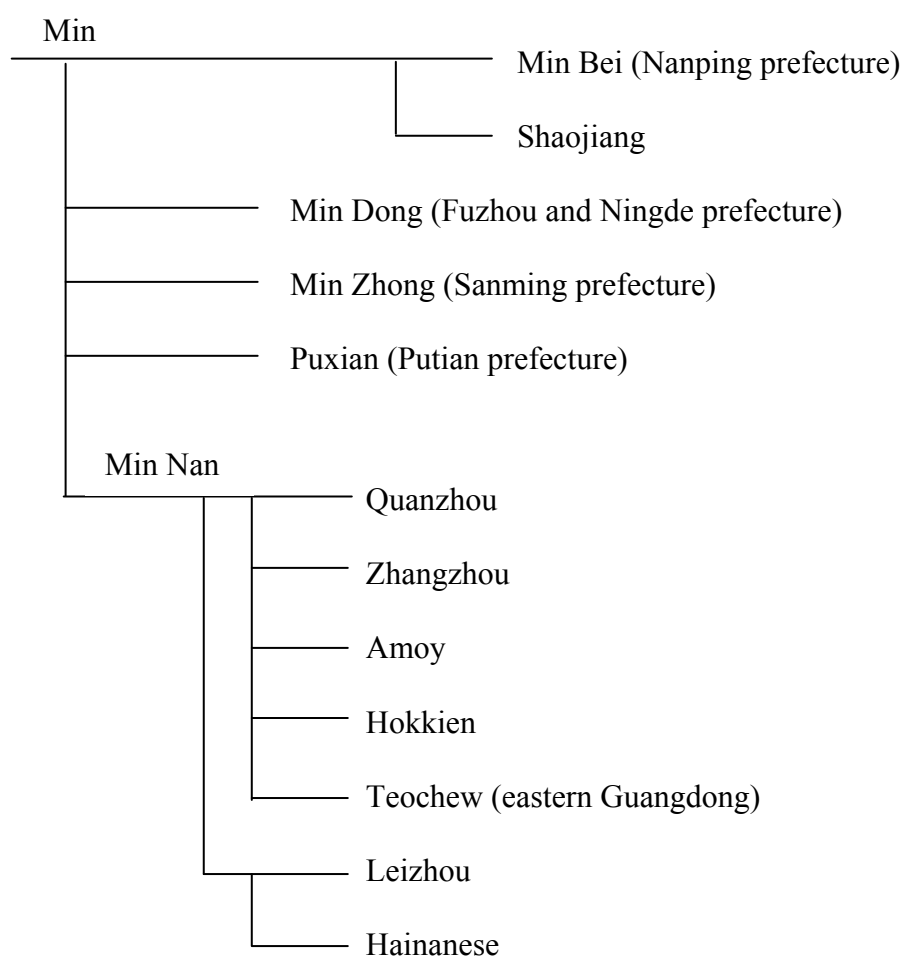 Min
Min Bei (Nanping prefecture)
Shaojiang
Min Dong (Fuzhou and Ningde prefecture)
Min Zhong (Sanming prefecture)
Puxian (Putian prefecture)
Min Nan
Quanzhou
Zhangzhou
Amoy
Hokkien
Teochew (eastern Guangdong)
Leizhou
Hainanese